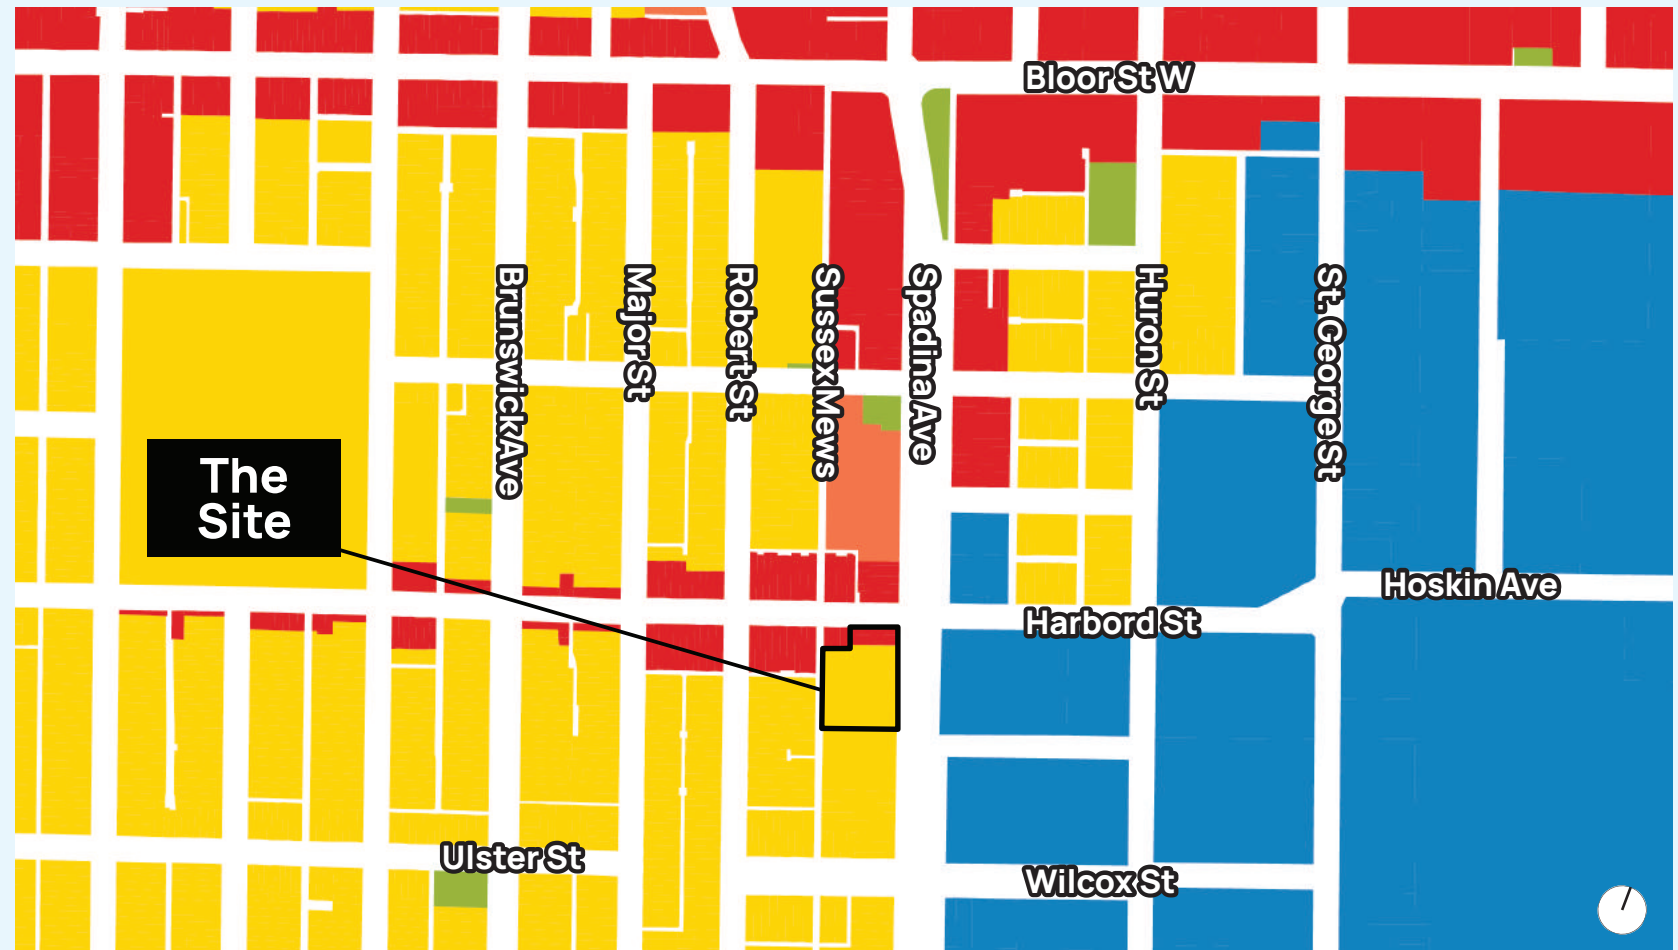 Bloor St W
Brunswick Ave
Major St
Robert St
Sussex Mews
Spadina Ave
Huron St
St. George St
The
Site
Hoskin Ave
Harbord St
Ulster St
Wilcox St